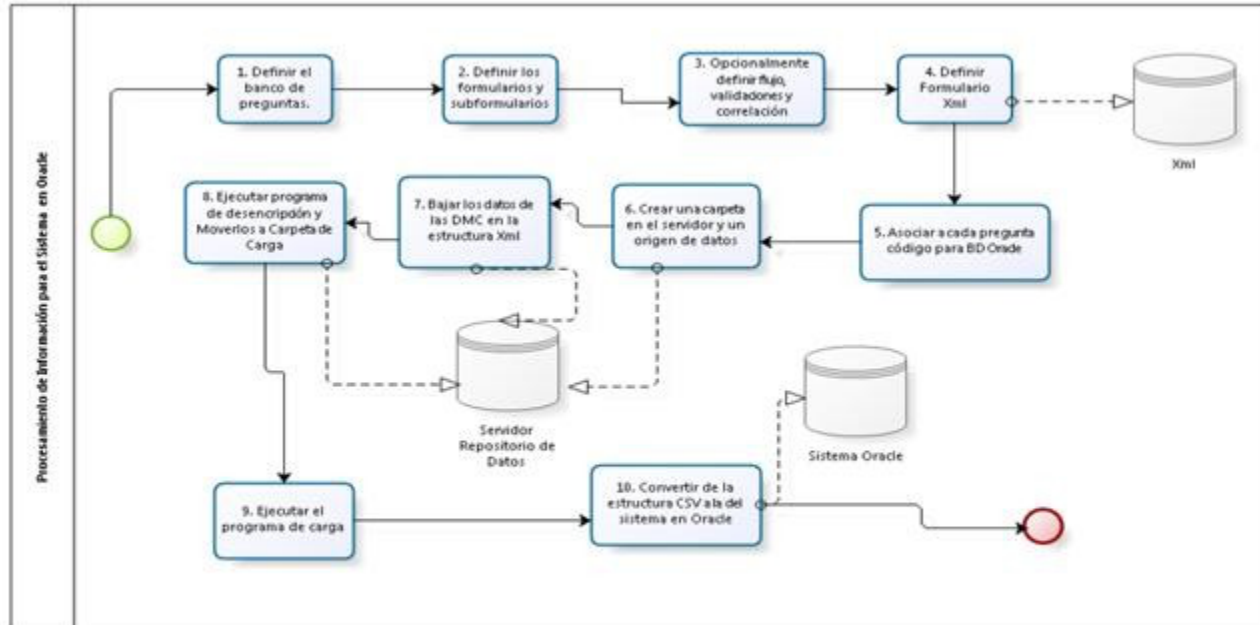 Procesamiento de Información para el Sistema en Oracle
1. Definir el
banco de
preguntas.
2. Definir los
formularios y
subformularios
3. Opcionalmente
definir flujo,
validadones y
correlación
4. Definir
Formulario
Xml
Xml
5. Asociar a cada pregunta
código para BD Oracle
6. Crear una carpeta
en el servidor y un
origen de datos
7. Bajar los datos de
las DMC en la
estructura Xml
8. Ejecutar programa
de desencripción y
Moverlos a Carpeta de
Carga
Servidor
Repositorio de
Datos
Sistema Oracle
9. Ejecutar el
programa de carga
10. Convertir de la
estructura CSV a la del
sistema en Oracle